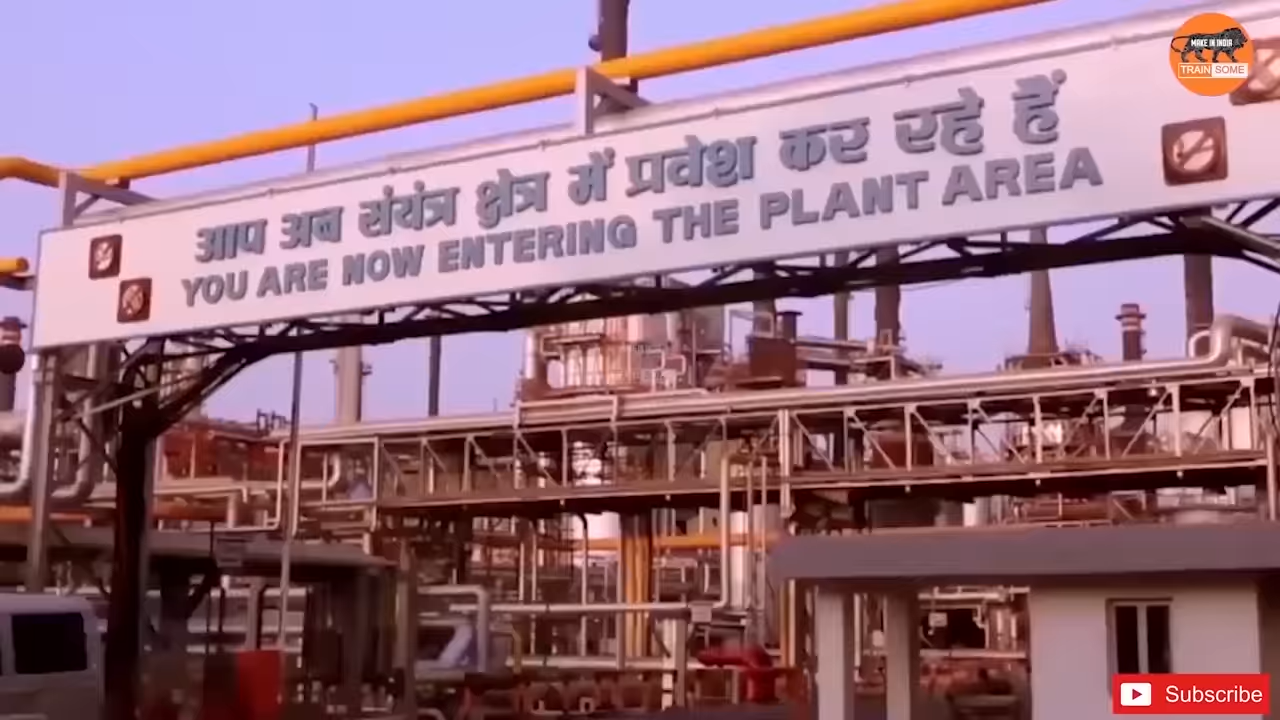 MAKE IN INDIA
TRAIN SOME
आप अब संयंत्र क्षेत्र में प्रवेश कर रहे हैं
YOU ARE NOW ENTERING THE PLANT AREA
Subscribe